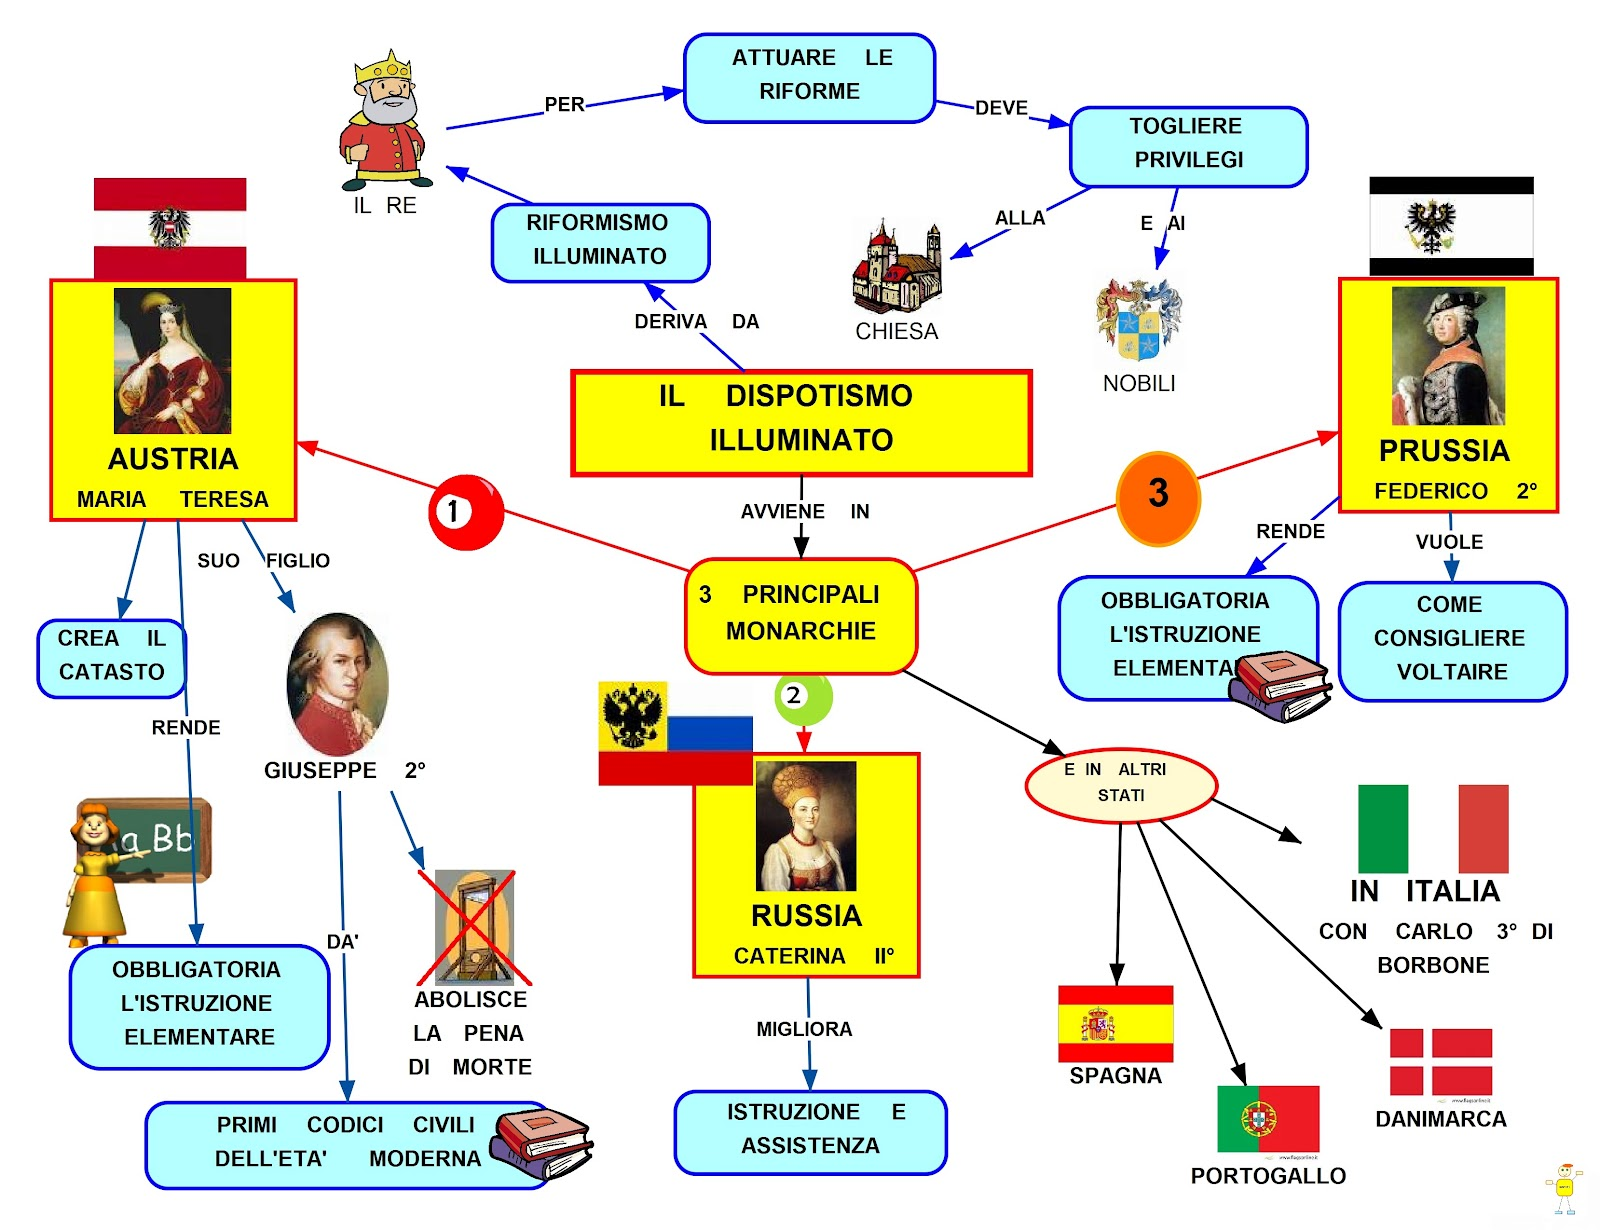 ATTUARE LE
RIFORME
PER
DEVE
TOGLIERE
PRIVILEGI
IL RE
RIFORMISMO
ILLUMINATO
ALLA
E AI
CHIESA
NOBILI
DERIVA DA
IL DISPOTISMO
ILLUMINATO
AVVIENE IN
3 PRINCIPALI
MONARCHIE
1
AUSTRIA
MARIA TERESA
SUO FIGLIO
CREA IL
CATASTO
RENDE
GIUSEPPE 2°
a Bb
OBBLIGATORIA
L'ISTRUZIONE
ELEMENTARE
DA'
ABOLISCE
LA PENA
DI MORTE
PRIMI CODICI CIVILI
DELL'ETA' MODERNA
2
RUSSIA
CATERINA II°
MIGLIORA
ISTRUZIONE E
ASSISTENZA
3
PRUSSIA
FEDERICO 2°
RENDE
VUOLE
OBBLIGATORIA
L'ISTRUZIONE
ELEMENTA
COME
CONSIGLIERE
VOLTAIRE
E IN ALTRI
STATI
IN ITALIA
CON CARLO 3° DI
BORBONE
SPAGNA
PORTOGALLO
DANIMARCA